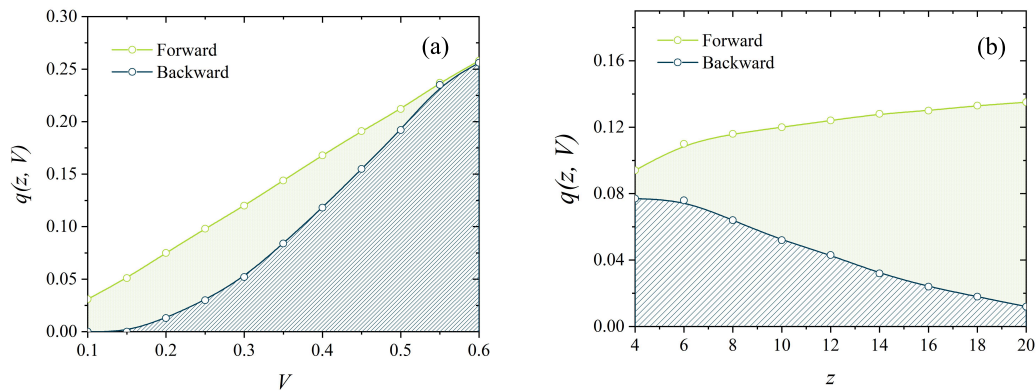 0.30
0.25
0.20
0.15
0.10
0.05
0.00
q(z, V)
Forward
Backward
(a)
0.1 0.2 0.3 0.4 0.5 0.6
V
0.16
0.12
0.08
0.04
0.00
q(z, V)
Forward
Backward
(b)
4 6 8 10 12 14 16 18 20
z